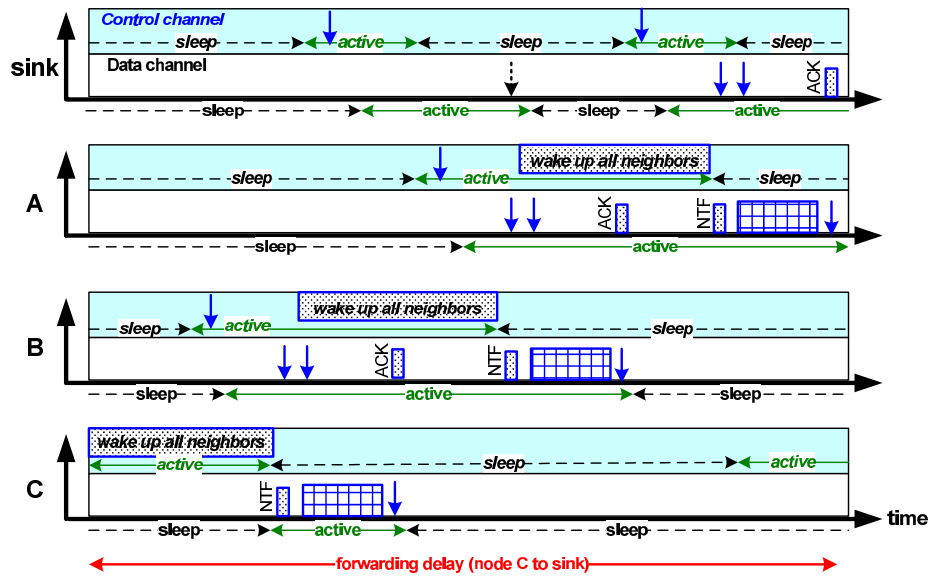 Control channel
sleep active sleep active sleep
sink
Data channel
ACK
sleep active sleep active
wake up all neighbors
sleep active sleep
A
ACK NTF
sleep active
wake up all neighbors
sleep active sleep
B
ACK NTF
sleep active sleep
wake up all neighbors
active sleep active
C
NTF
time
sleep active sleep
forwarding delay (node C to sink)